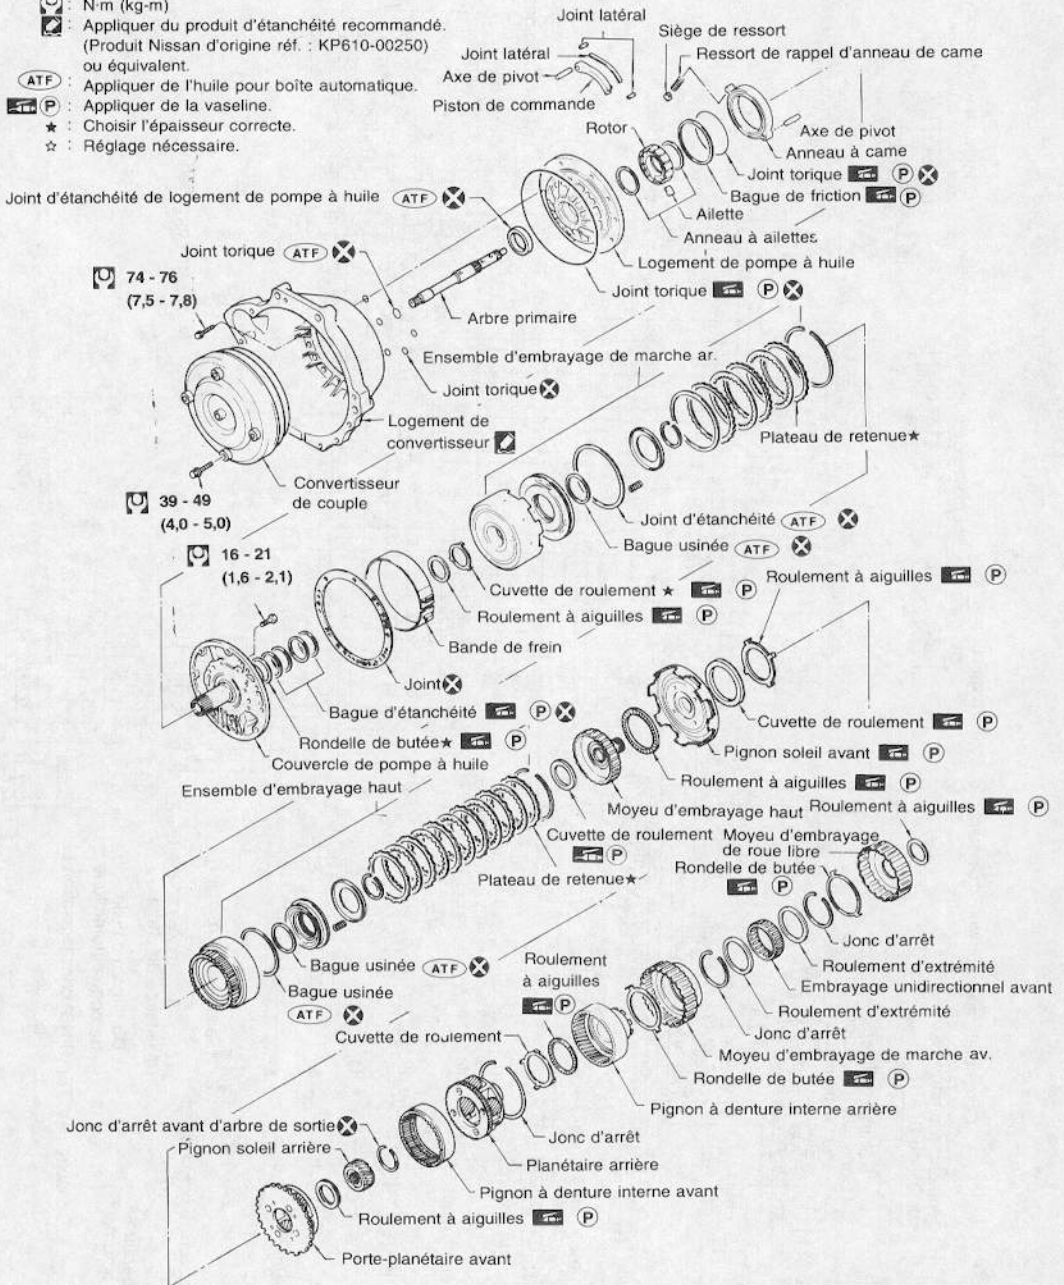 : N·m (kg-m)
: Appliquer du produit d'étanchéité recommandé.
(Produit Nissan d'origine réf. : KP610-00250)
ou équivalent.
ATF : Appliquer de l'huile pour boîte automatique.
P : Appliquer de la vaseline.
★ : Choisir l'épaisseur correcte.
☆ : Réglage nécessaire.
Joint latéral
Joint latéral
Axe de pivot
Piston de commande
Siège de ressort
Ressort de rappel d'anneau de came
Rotor
Axe de pivot
Anneau à came
Joint torique P
Bague de friction P
Ailette
Anneau à ailettes
Logement de pompe à huile
Joint torique P
Joint d'étanchéité de logement de pompe à huile ATF
Joint torique ATF
74 - 76
(7,5 - 7,8)
Arbre primaire
Ensemble d'embrayage de marche ar.
Joint torique
Logement de
convertisseur
Plateau de retenue★
Convertisseur
de couple
39 - 49
(4,0 - 5,0)
Joint d'étanchéité ATF
Bague usinée ATF
16 - 21
(1,6 - 2,1)
Cuvette de roulement ★ P
Roulement à aiguilles P
Roulement à aiguilles P
Bande de frein
Joint
Bague d'étanchéité P
Cuvette de roulement P
Rondelle de butée★ P
Pignon soleil avant P
Couvercle de pompe à huile
Roulement à aiguilles P
Ensemble d'embrayage haut
Moyeu d'embrayage haut
Roulement à aiguilles P
Cuvette de roulement
P
Moyeu d'embrayage
de roue libre
Rondelle de butée
P
Plateau de retenue★
Jonc d'arrêt
Bague usinée ATF
Roulement
à aiguilles
P
Roulement d'extrémité
Embrayage unidirectionnel avant
Bague usinée
ATF
Roulement d'extrémité
Cuvette de roulement
Jonc d'arrêt
Moyeu d'embrayage de marche av.
Rondelle de butée P
Pignon à denture interne arrière
Jonc d'arrêt avant d'arbre de sortie
Jonc d'arrêt
Pignon soleil arrière
Planétaire arrière
Pignon à denture interne avant
Roulement à aiguilles P
Porte-planétaire avant